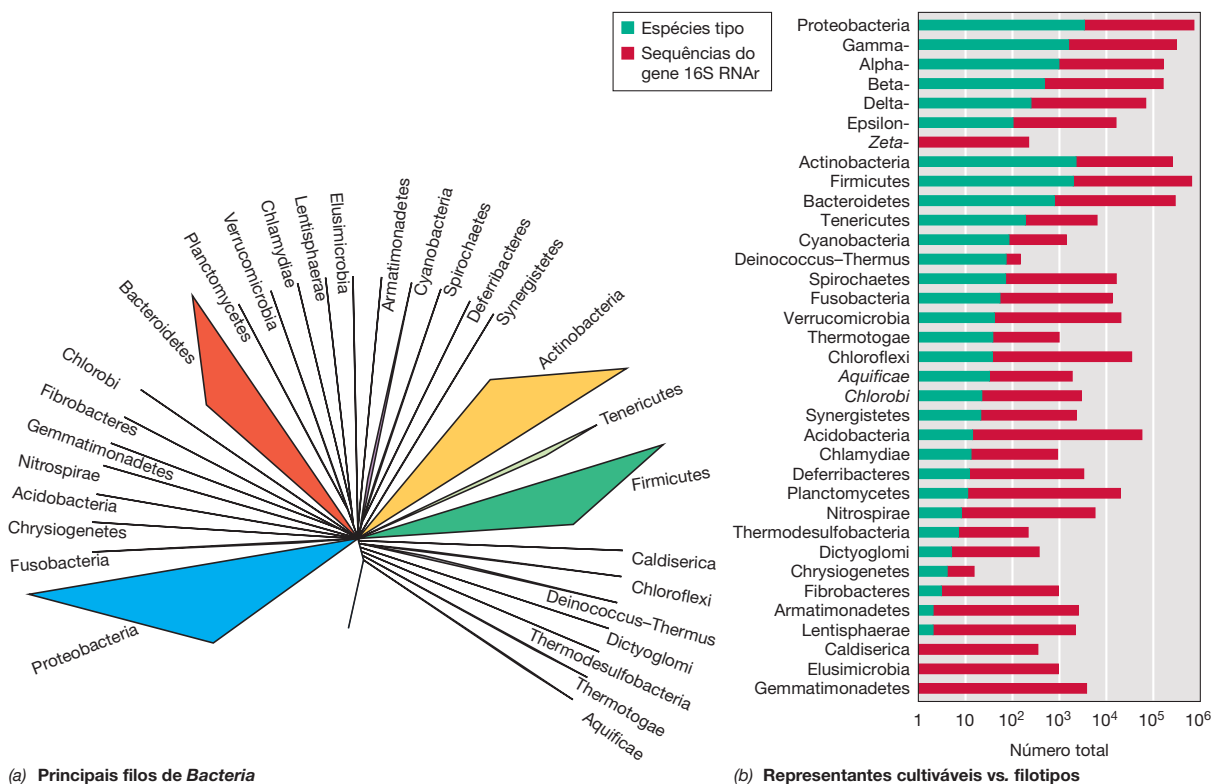 Espécies tipo
Sequências do
gene 16S RNAr
Proteobacteria
Gamma-
Alpha-
Beta-
Delta-
Epsilon-
Zeta-
Actinobacteria
Firmicutes
Bacteroidetes
Tenericutes
Cyanobacteria
Deinococcus–Thermus
Spirochaetes
Fusobacteria
Verrucomicrobia
Thermotogae
Chloroflexi
Aquificae
Chlorobi
Synergistetes
Acidobacteria
Chlamydiae
Deferribacteres
Planctomycetes
Nitrospirae
Thermodesulfobacteria
Dictyoglomi
Chrysiogenetes
Fibrobacteres
Armatimonadetes
Lentisphaerae
Caldiserica
Elusimicrobia
Gemmatimonadetes
1 10 10² 10³ 10⁴ 10⁵ 10⁶
Número total
(b) Representantes cultiváveis vs. filotipos
Proteobacteria
Fusobacteria
Chrysiogenetes
Acidobacteria
Nitrospirae
Gemmatimonadetes
Fibrobacteres
Chlorobi
Bacteroidetes
Planctomycetes
Verrucomicrobia
Chlamydiae
Lentisphaerae
Elusimicrobia
Armatimonadetes
Cyanobacteria
Spirochaetes
Deferribacteres
Synergistetes
Actinobacteria
Tenericutes
Firmicutes
Caldiserica
Chloroflexi
Deinococcus–Thermus
Dictyoglomi
Thermodesulfobacteria
Thermotogae
Aquificae
(a) Principais filos de Bacteria